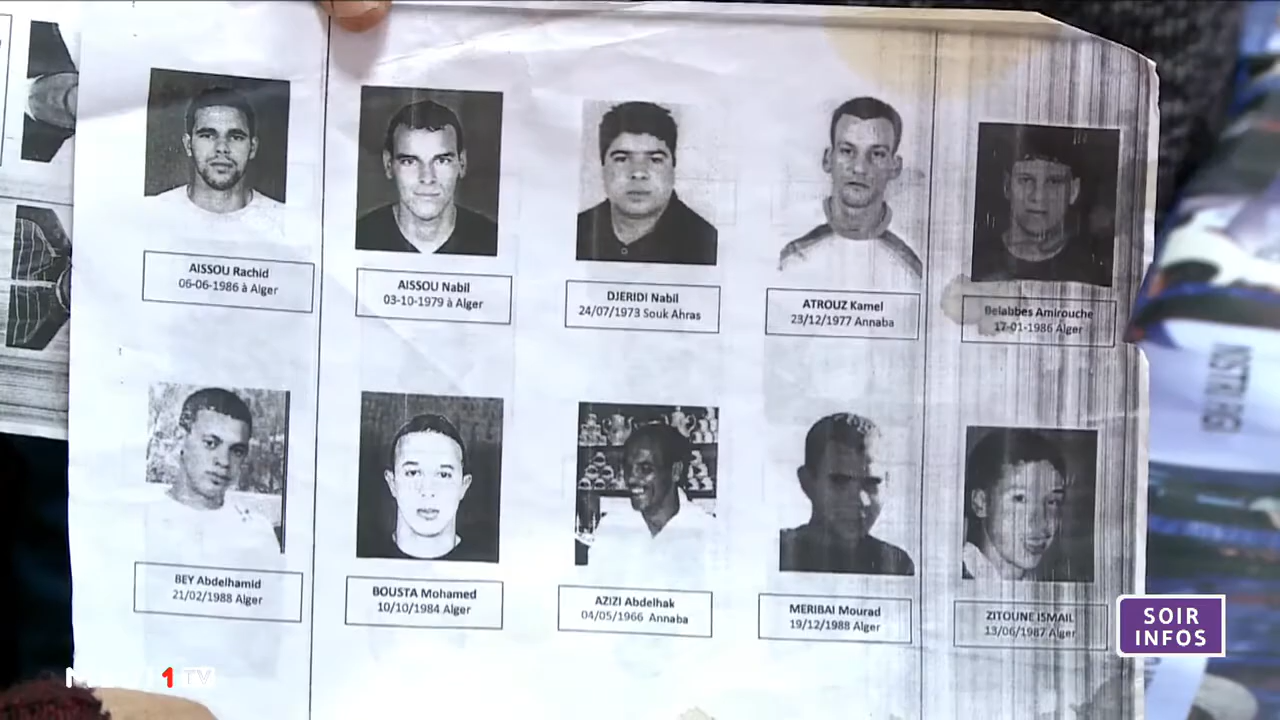 AISSOU Rachid
06-06-1986 à Alger
AISSOU Nabil
03-10-1979 à Alger
DJERIDI Nabil
24/07/1973 Souk Ahras
ATROUZ Kamel
23/12/1977 Annaba
Belabbes Amirouche
17-01-1986 Alger
BEY Abdelhamid
21/02/1988 Alger
BOUSTA Mohamed
10/10/1984 Alger
AZIZI Abdelhak
04/05/1966 Annaba
MERIBAI Mourad
19/12/1988 Alger
ZITOUNE ISMAIL
13/06/1987 Alger
SOIR
INFOS
1 TV